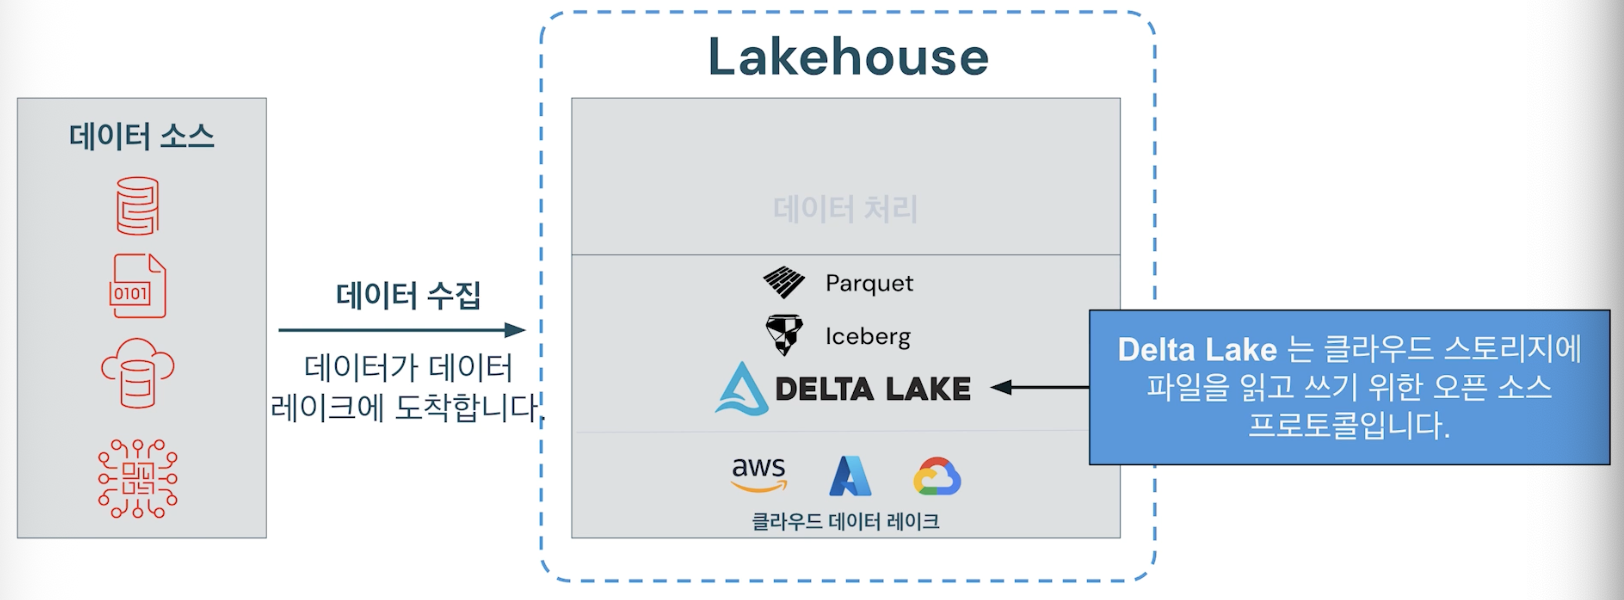 Lakehouse
데이터 소스
0101
데이터 수집
데이터가 데이터
레이크에 도착합니다.
데이터 처리
Parquet
Iceberg
DELTA LAKE
Delta Lake 는 클라우드 스토리지에
파일을 읽고 쓰기 위한 오픈 소스
프로토콜입니다.
aws
클라우드 데이터 레이크